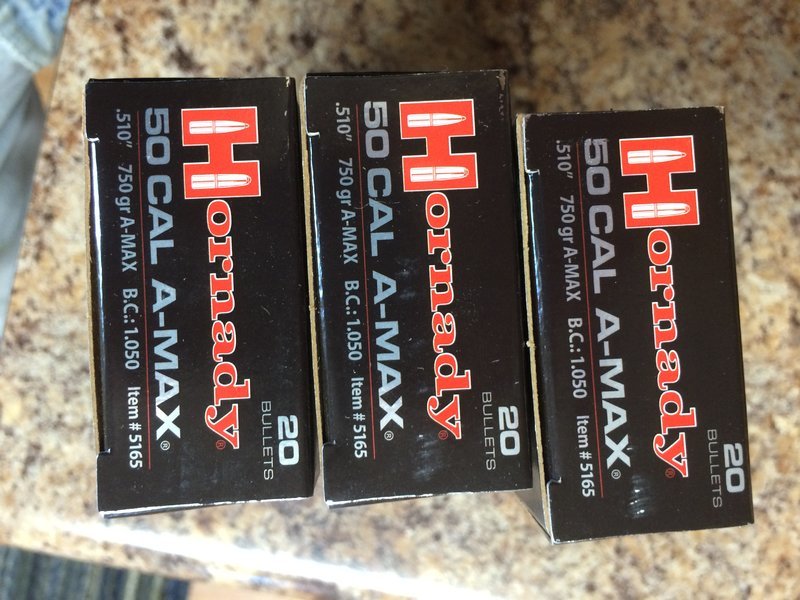 Hornady®
50 CAL A-MAX®
.510" 750 gr A-MAX B.C.: 1.050 Item # 5165
20
BULLETS
Hornady®
50 CAL A-MAX®
.510" 750 gr A-MAX B.C.: 1.050 Item # 5165
20
BULLETS
Hornady®
50 CAL A-MAX®
.510" 750 gr A-MAX B.C.: 1.050 Item # 5165
20
BULLETS